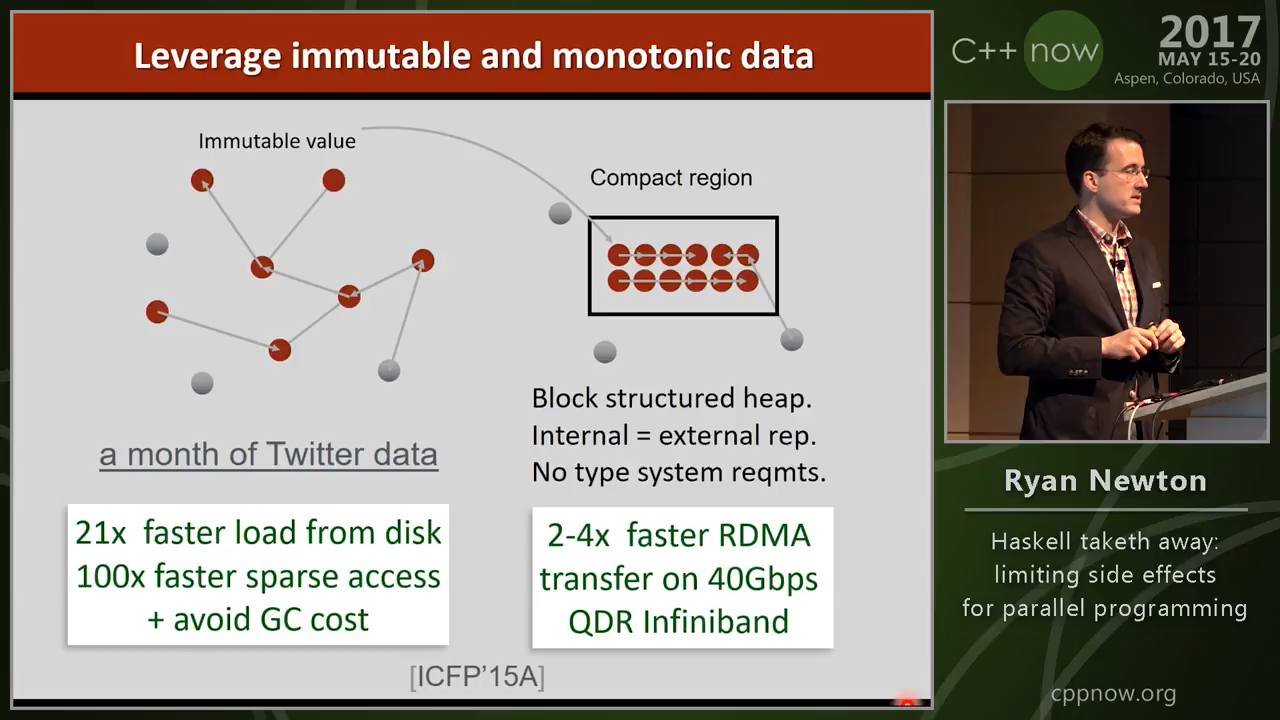 Leverage immutable and monotonic data
Immutable value
Compact region
Block structured heap.
Internal = external rep.
No type system reqmts.
a month of Twitter data
21x faster load from disk
100x faster sparse access
+ avoid GC cost
2-4x faster RDMA
transfer on 40Gbps
QDR Infiniband
[ICFP'15A]
C++ now
2017
MAY 15-20
Aspen, Colorado, USA
Ryan Newton
Haskell taketh away:
limiting side effects
for parallel programming
cppnow.org